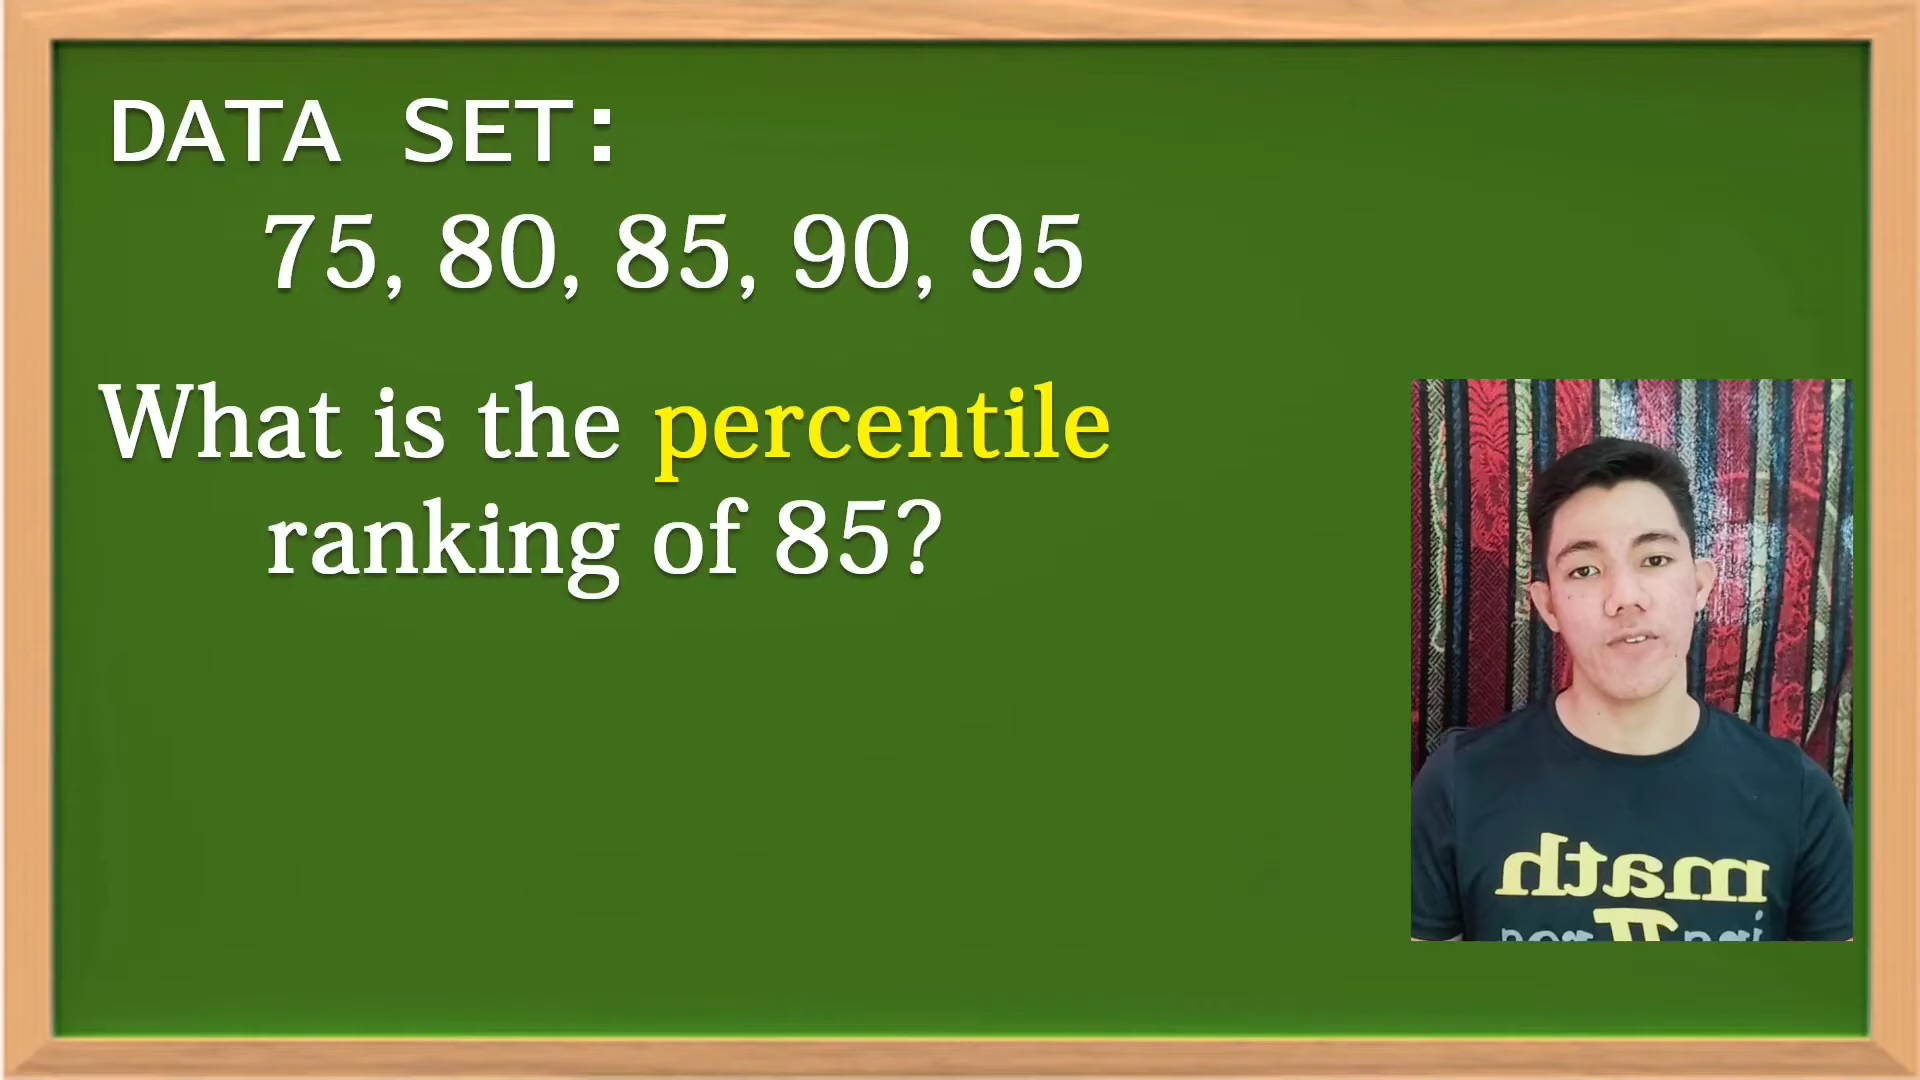 DATA SET:
75, 80, 85, 90, 95
What is the percentile
ranking of 85?
math